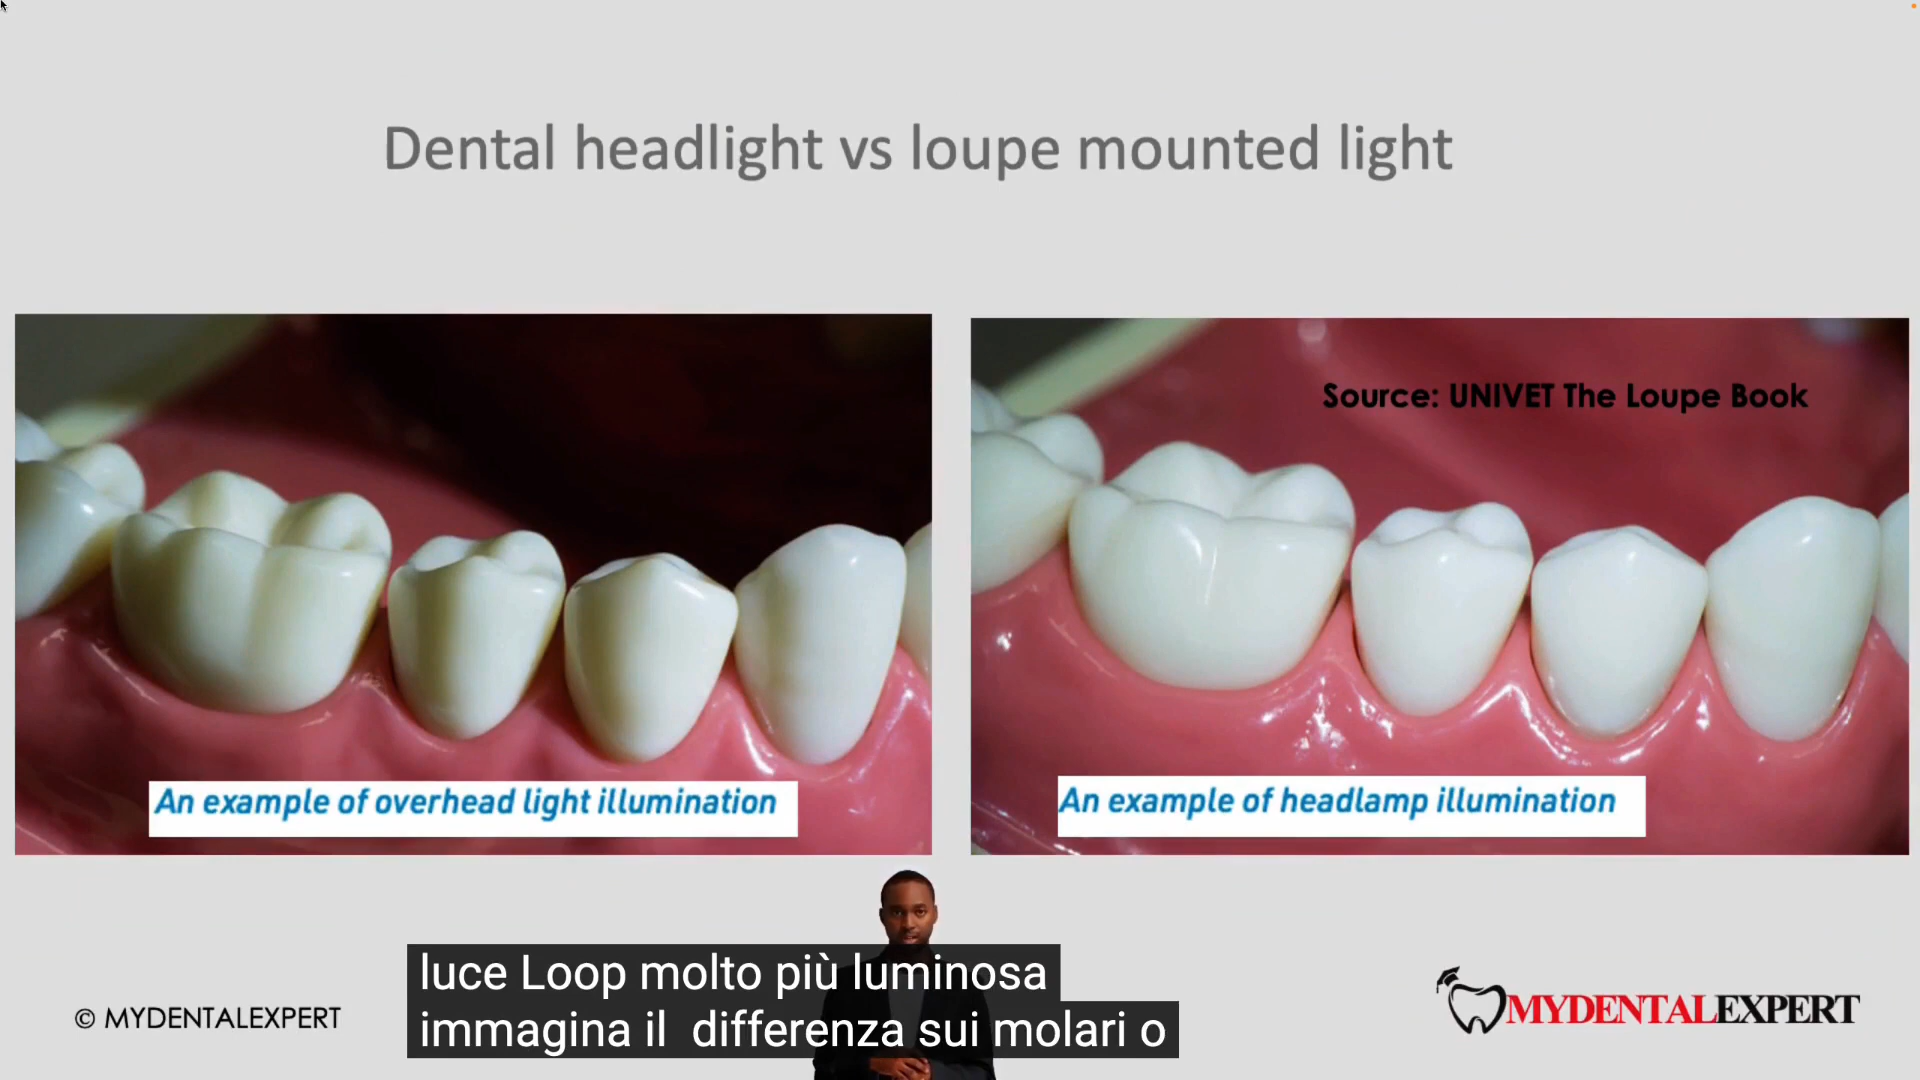 Dental headlight vs loupe mounted light
Source: UNIVET The Loupe Book
An example of overhead light illumination
An example of headlamp illumination
luce Loop molto più luminosa
immagina il  differenza sui molari o
© MYDENTALEXPERT
MYDENTALEXPERT